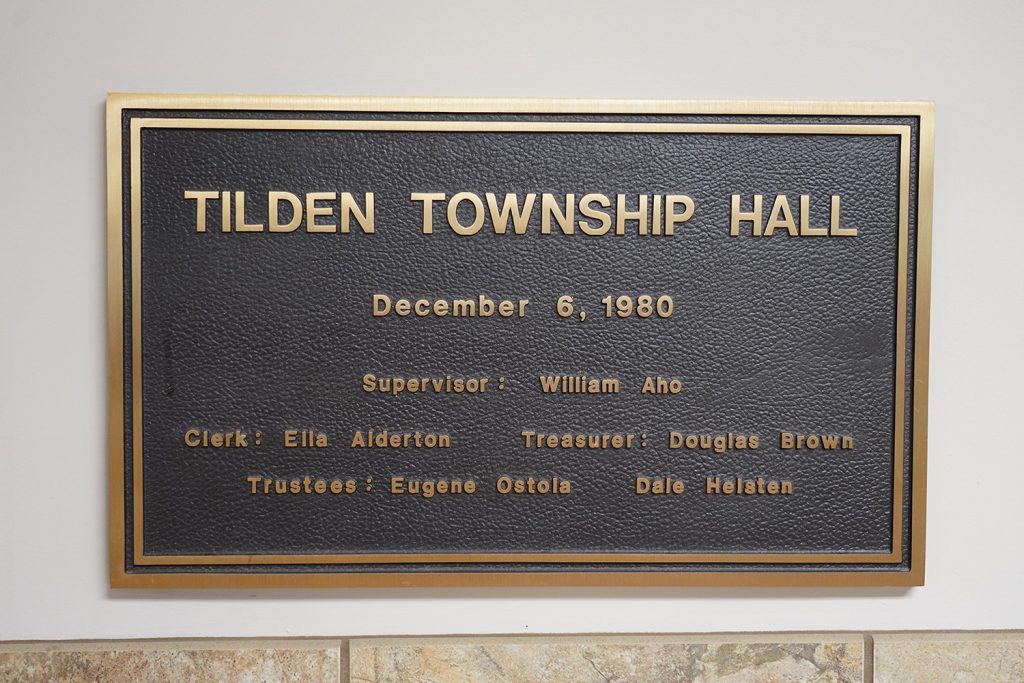 TILDEN TOWNSHIP HALL
December 6, 1980
Supervisor: William Aho
Clerk: Ella Alderton Treasurer: Douglas Brown
Trustees: Eugene Ostola Dale Helsten